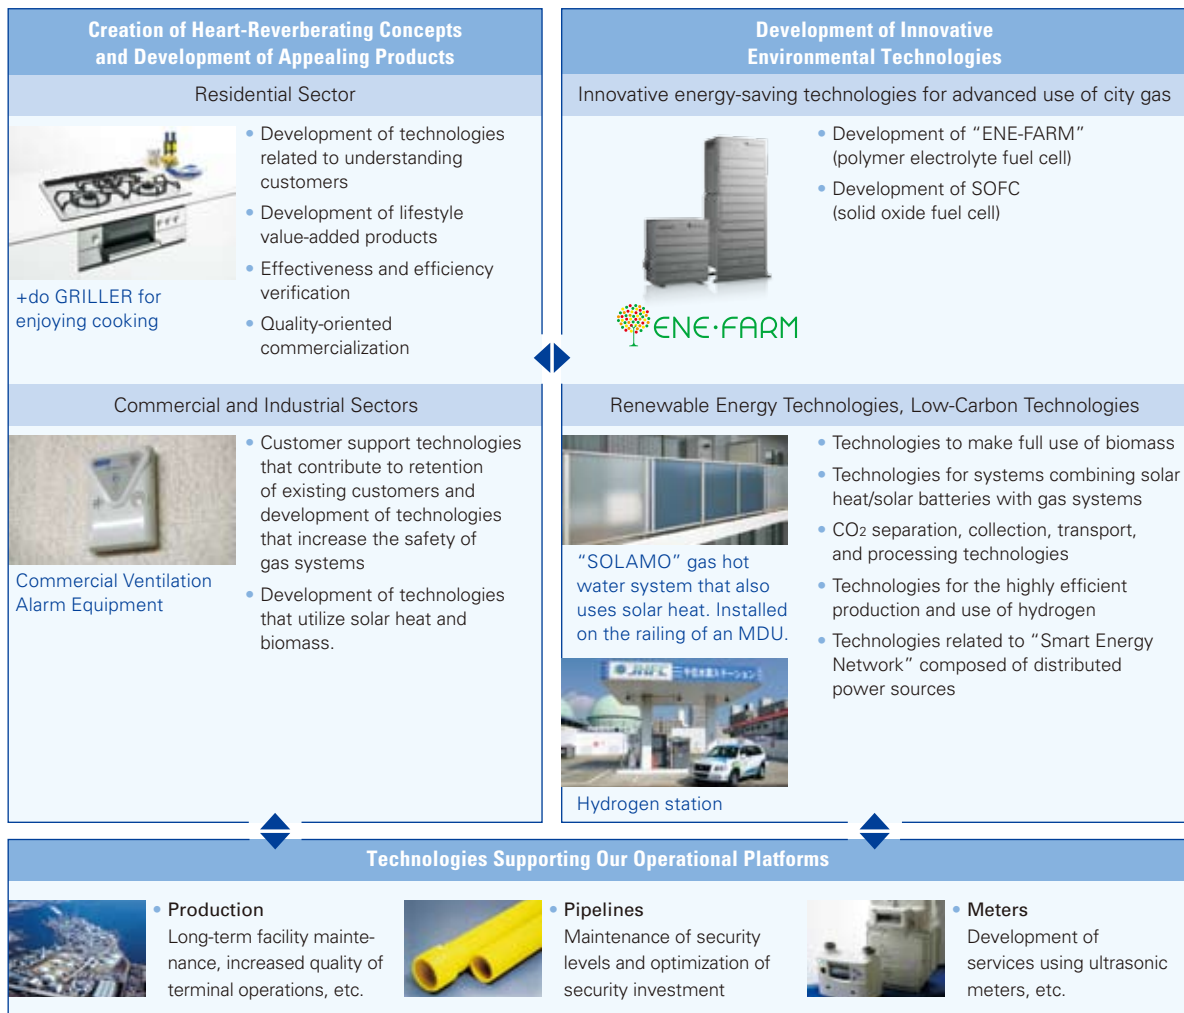 Creation of Heart-Reverberating Concepts
and Development of Appealing Products
Residential Sector
• Development of technologies
related to understanding
customers
• Development of lifestyle
value-added products
• Effectiveness and efficiency
verification
• Quality-oriented
commercialization
+do GRILLER for
enjoying cooking
Commercial and Industrial Sectors
• Customer support technologies
that contribute to retention
of existing customers and
development of technologies
that increase the safety of
gas systems
• Development of technologies
that utilize solar heat and
biomass.
Commercial Ventilation
Alarm Equipment
Development of Innovative
Environmental Technologies
Innovative energy-saving technologies for advanced use of city gas
• Development of “ENE-FARM”
(polymer electrolyte fuel cell)
• Development of SOFC
(solid oxide fuel cell)
ENE·FARM
Renewable Energy Technologies, Low-Carbon Technologies
• Technologies to make full use of biomass
• Technologies for systems combining solar
heat/solar batteries with gas systems
• CO2 separation, collection, transport,
and processing technologies
• Technologies for the highly efficient
production and use of hydrogen
• Technologies related to “Smart Energy
Network” composed of distributed
power sources
“SOLAMO” gas hot
water system that also
uses solar heat. Installed
on the railing of an MDU.
JHFC 千住水素ステーション
Hydrogen station
Technologies Supporting Our Operational Platforms
• Production
Long-term facility mainte-
nance, increased quality of
terminal operations, etc.
• Pipelines
Maintenance of security
levels and optimization of
security investment
• Meters
Development of
services using ultrasonic
meters, etc.